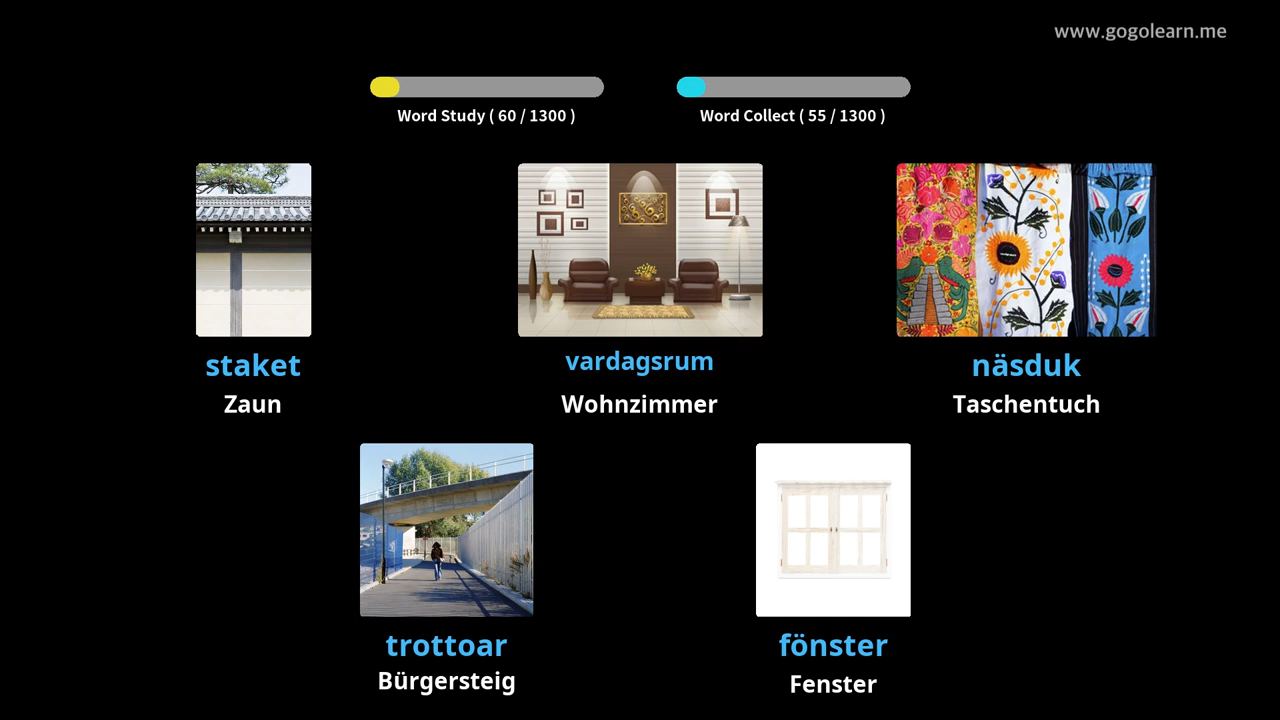 www.gogolearn.me
Word Study ( 60 / 1300 )
Word Collect ( 55 / 1300 )
staket
Zaun
vardagsrum
Wohnzimmer
näsduk
Taschentuch
trottoar
Bürgersteig
fönster
Fenster